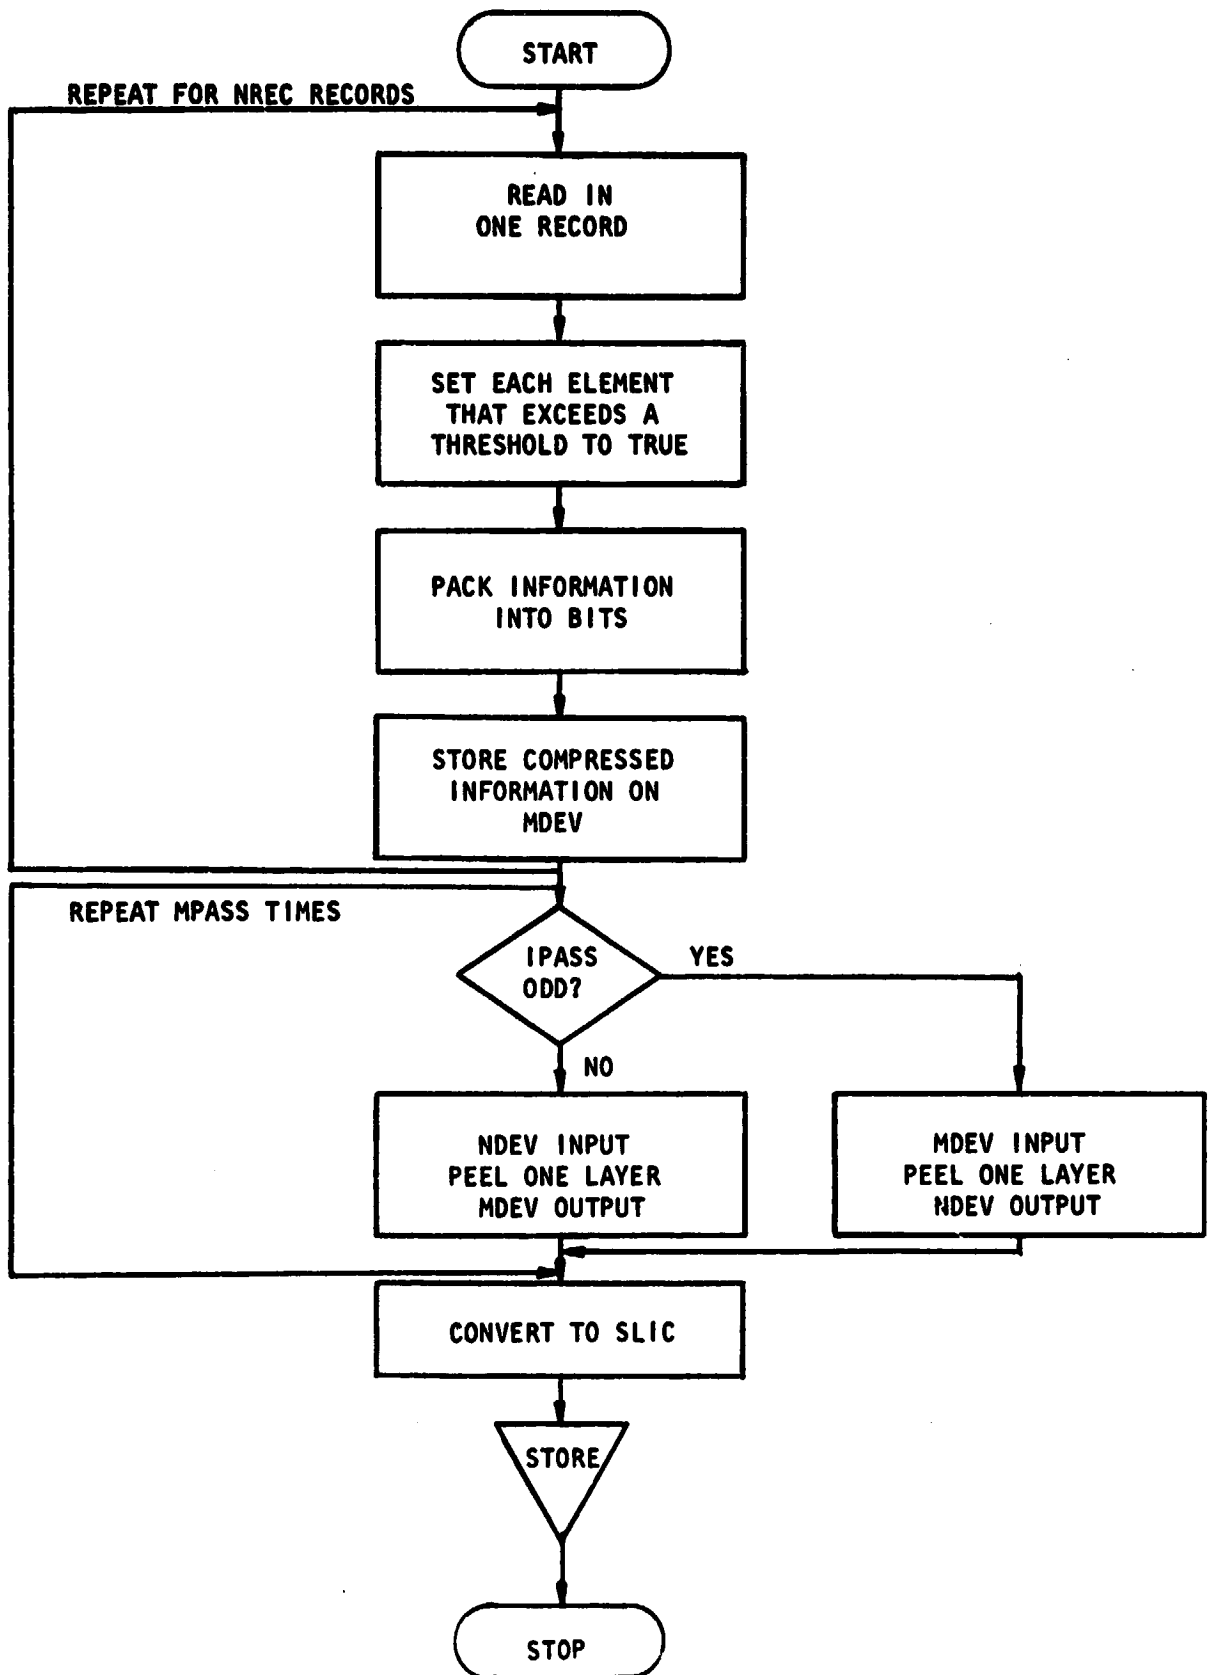 START
REPEAT FOR NREC RECORDS
READ IN
ONE RECORD
SET EACH ELEMENT
THAT EXCEEDS A
THRESHOLD TO TRUE
PACK INFORMATION
INTO BITS
STORE COMPRESSED
INFORMATION ON
MDEV
REPEAT MPASS TIMES
IPASS
ODD?
YES
NO
NDEV INPUT
PEEL ONE LAYER
MDEV OUTPUT
MDEV INPUT
PEEL ONE LAYER
NDEV OUTPUT
CONVERT TO SLIC
STORE
STOP